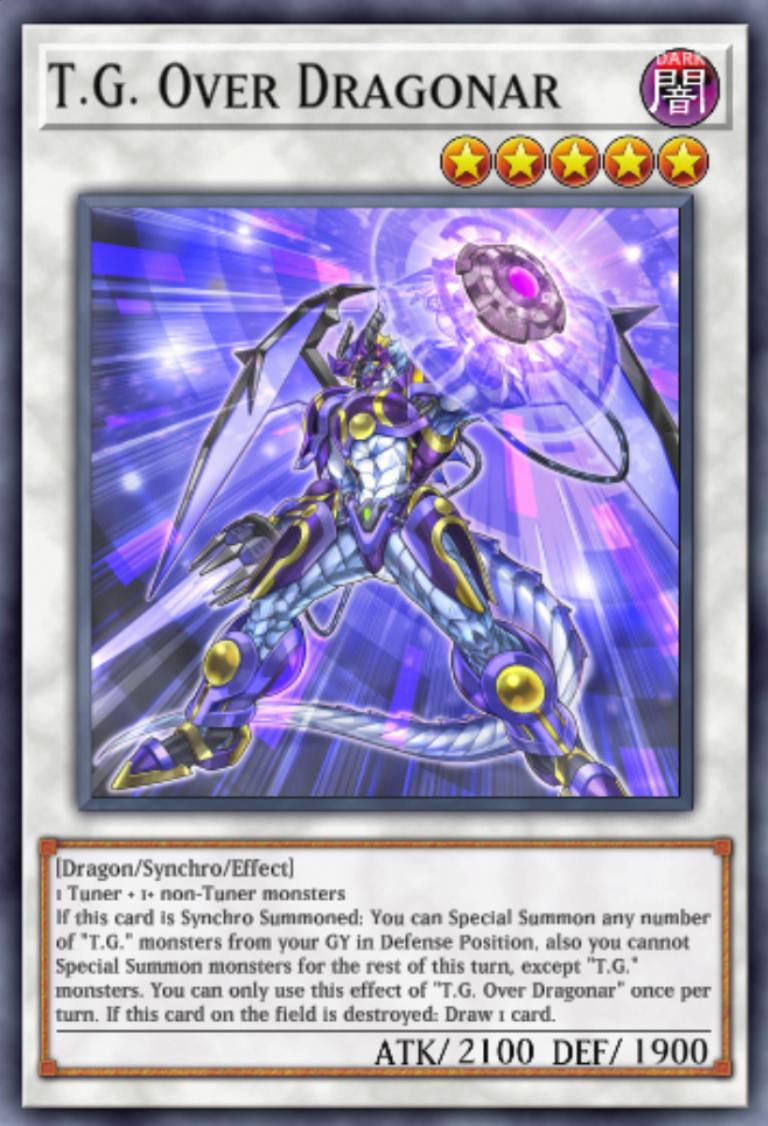 T.G. Over Dragonar
DARK
闇
[Dragon/Synchro/Effect]
1 Tuner + 1+ non-Tuner monsters
If this card is Synchro Summoned: You can Special Summon any number
of "T.G." monsters from your GY in Defense Position, also you cannot
Special Summon monsters for the rest of this turn, except "T.G."
monsters. You can only use this effect of "T.G. Over Dragonar" once per
turn. If this card on the field is destroyed: Draw 1 card.
ATK/ 2100 DEF/ 1900